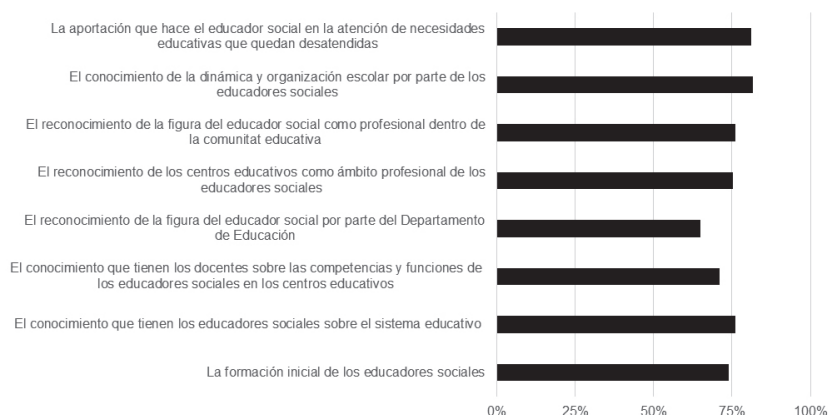 La aportación que hace el educador social en la atención de necesidades
educativas que quedan desatendidas
El conocimiento de la dinámica y organización escolar por parte de los
educadores sociales
El reconocimiento de la figura del educador social como profesional dentro de
la comunitat educativa
El reconocimiento de los centros educativos como ámbito profesional de los
educadores sociales
El reconocimiento de la figura del educador social por parte del Departamento
de Educación
El conocimiento que tienen los docentes sobre las competencias y funciones de
los educadores sociales en los centros educativos
El conocimiento que tienen los educadores sociales sobre el sistema educativo
La formación inicial de los educadores sociales
0% 25% 50% 75% 100%